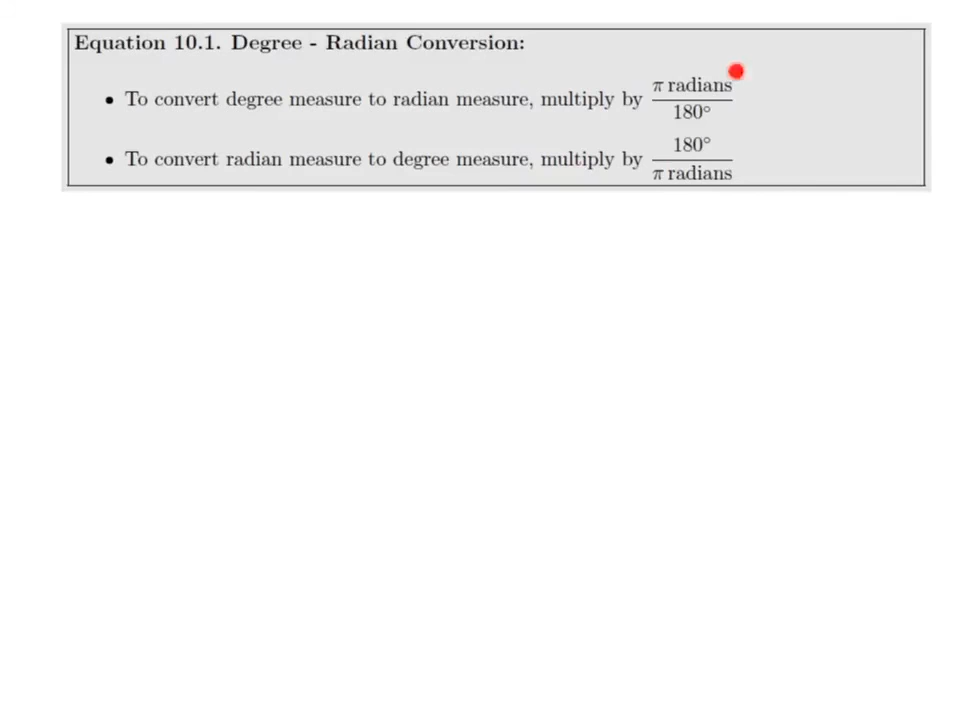 Equation 10.1. Degree - Radian Conversion:
• To convert degree measure to radian measure, multiply by π radians / 180°
• To convert radian measure to degree measure, multiply by 180° / π radians